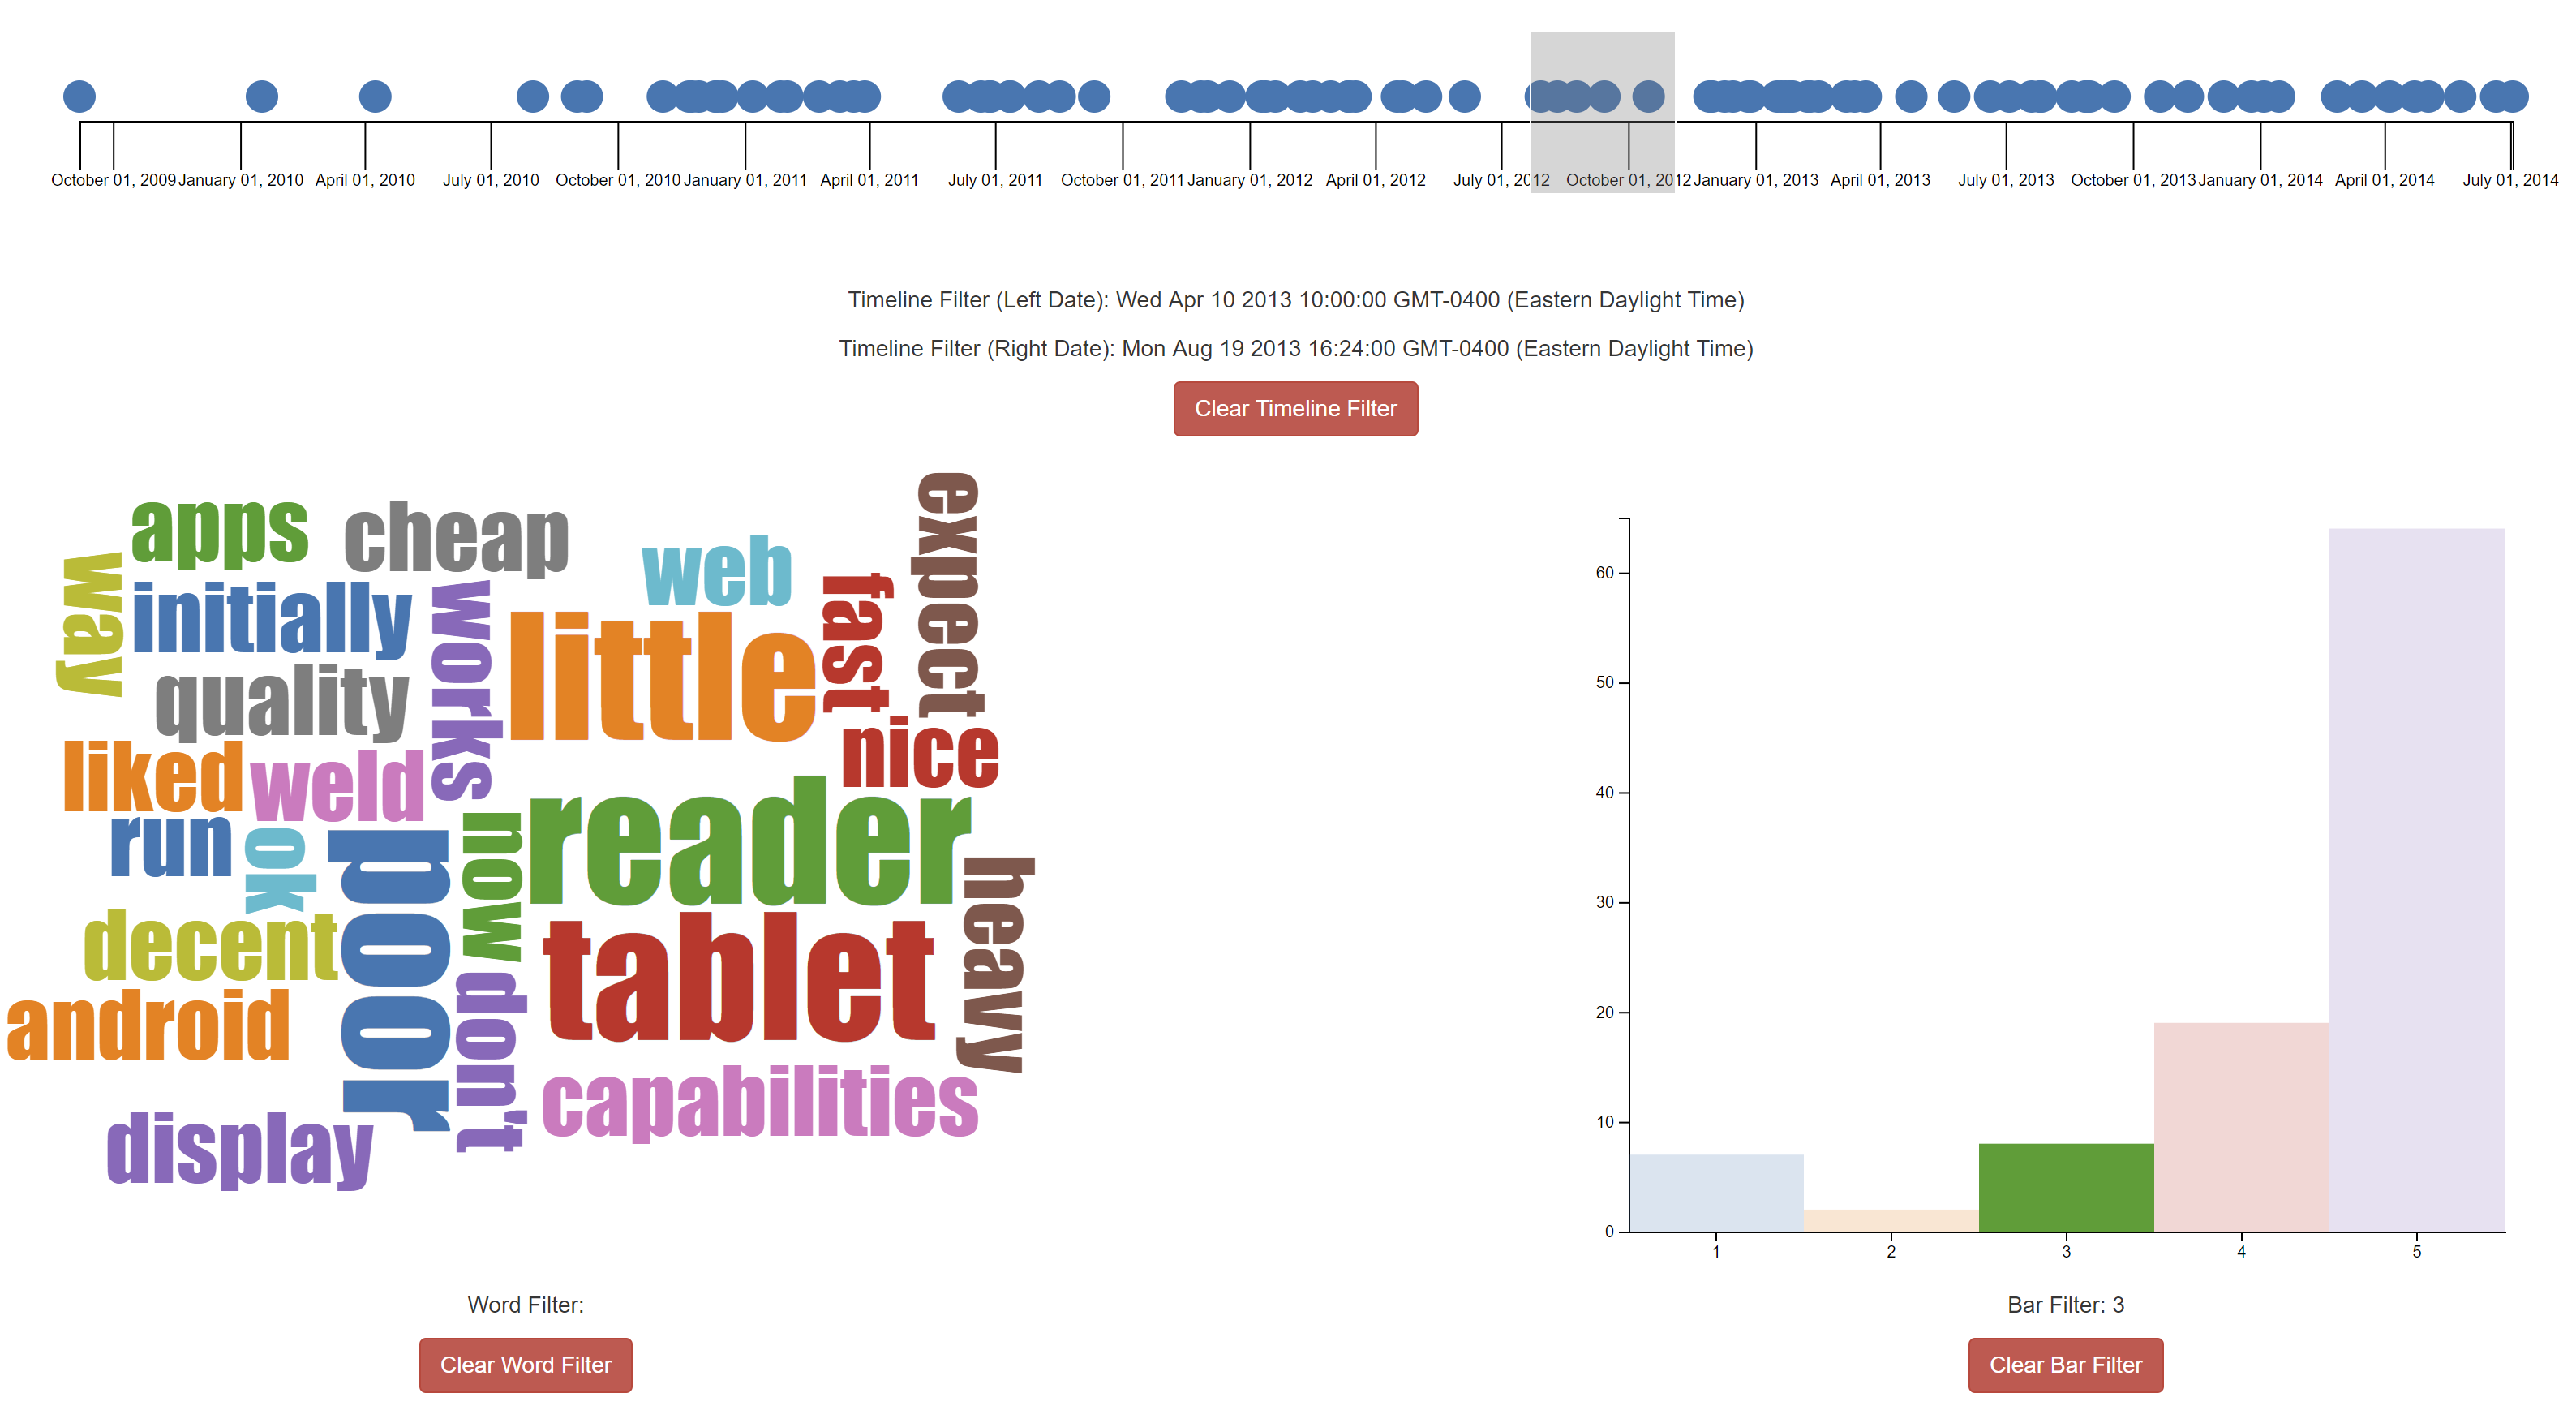 October 01, 2009 January 01, 2010 April 01, 2010 July 01, 2010 October 01, 2010 January 01, 2011 April 01, 2011 July 01, 2011 October 01, 2011 January 01, 2012 April 01, 2012 July 01, 2012 October 01, 2012 January 01, 2013 April 01, 2013 July 01, 2013 October 01, 2013 January 01, 2014 April 01, 2014 July 01, 2014
Timeline Filter (Left Date): Wed Apr 10 2013 10:00:00 GMT-0400 (Eastern Daylight Time)
Timeline Filter (Right Date): Mon Aug 19 2013 16:24:00 GMT-0400 (Eastern Daylight Time)
Clear Timeline Filter
expect
apps
cheap
web
way
initially
works
little
fast
quality
nice
liked
weld
reader
run
ok
poor
now
heavy
decent
tablet
android
don't
capabilities
display
60
50
40
30
20
10
0
1 2 3 4 5
Word Filter:
Clear Word Filter
Bar Filter: 3
Clear Bar Filter